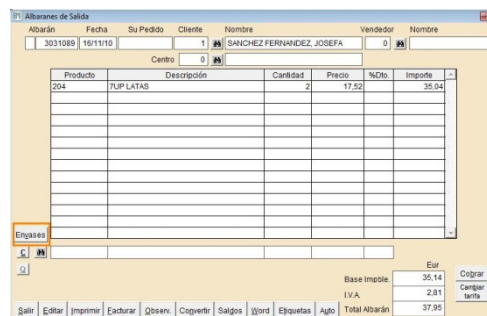 Albaranes de Salida
Albarán Fecha Su Pedido Cliente Nombre Vendedor Nombre
3031089 16/11/10 1 SANCHEZ FERNANDEZ, JOSEFA 0
Centro 0
Producto Descripción Cantidad Precio %Dto. Importe
204 7UP LATAS 2 17,52 35,04
Envases
C
Q
Eur
Base Impble. 35,14 Cobrar
I.V.A. 2,81 Cambiar tarifa
Salir Editar Imprimir Facturar Observ. Convertir Saldos Word Etiquetas Auto Total Albarán 37,95